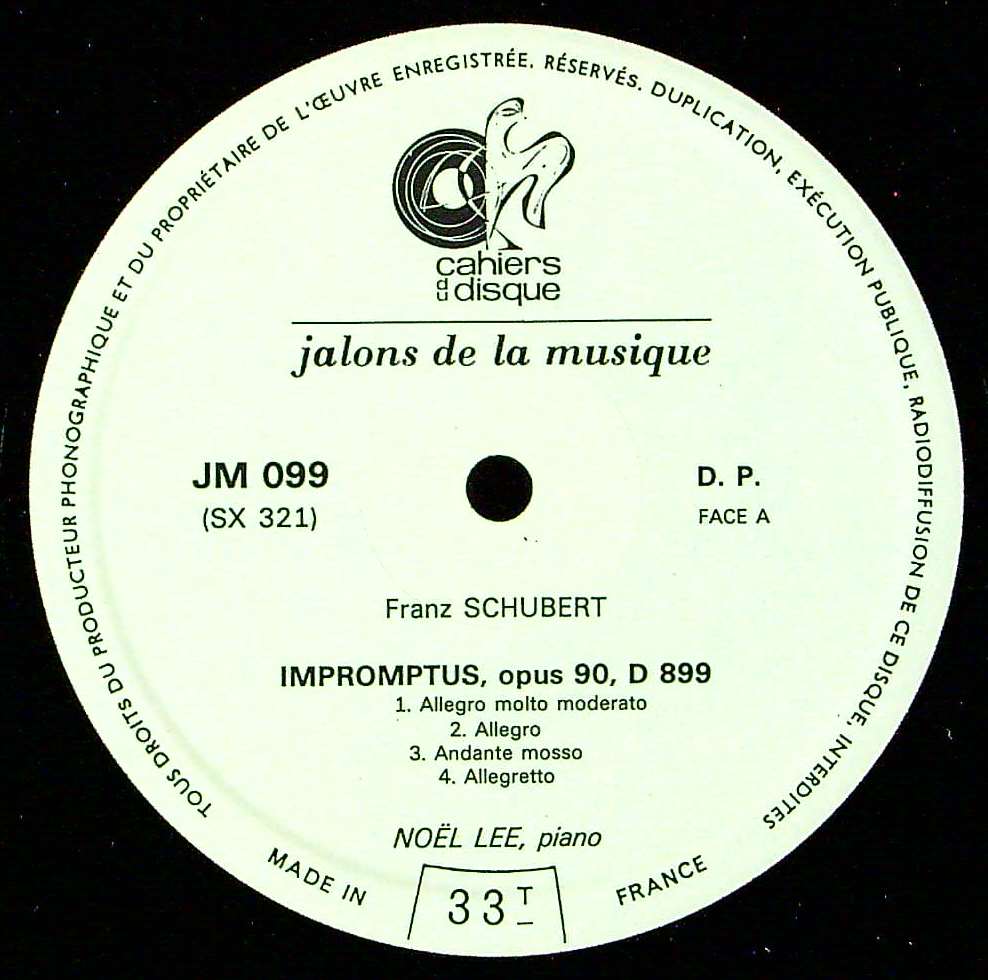 TOUS DROITS DU PRODUCTEUR PHONOGRAPHIQUE ET DU PROPRIÉTAIRE DE L'ŒUVRE ENREGISTRÉE. RÉSERVÉS. DUPLICATION, EXÉCUTION PUBLIQUE, RADIODIFFUSION DE CE DISQUE, INTERDITES
cahiers
du disque
jalons de la musique
JM 099
(SX 321)
D. P.
FACE A
Franz SCHUBERT
IMPROMPTUS, opus 90, D 899
1. Allegro molto moderato
2. Allegro
3. Andante mosso
4. Allegretto
NOËL LEE, piano
MADE IN FRANCE
33 T